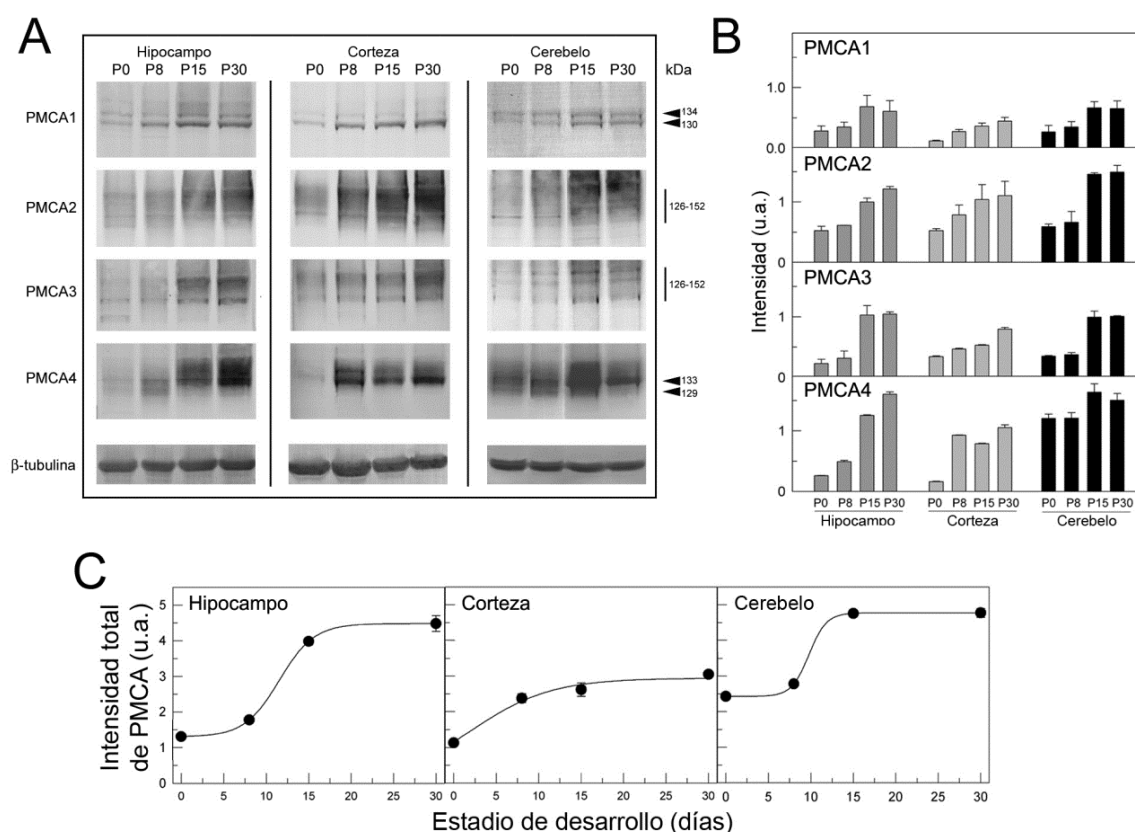 A
Hipocampo Corteza Cerebelo
P0 P8 P15 P30 P0 P8 P15 P30 P0 P8 P15 P30 kDa
PMCA1
134
130
PMCA2
126-152
PMCA3
126-152
PMCA4
133
129
β-tubulina
B
Intensidad (u.a.)
PMCA1
1.0
0.0
PMCA2
1
0
PMCA3
1
0
PMCA4
1
0
P0 P8 P15 P30 P0 P8 P15 P30 P0 P8 P15 P30
Hipocampo Corteza Cerebelo
C
Intensidad total
de PMCA (u.a.)
Hipocampo Corteza Cerebelo
5
4
3
2
1
0
0 5 10 15 20 25 30 0 5 10 15 20 25 30 0 5 10 15 20 25 30
Estadio de desarrollo (días)